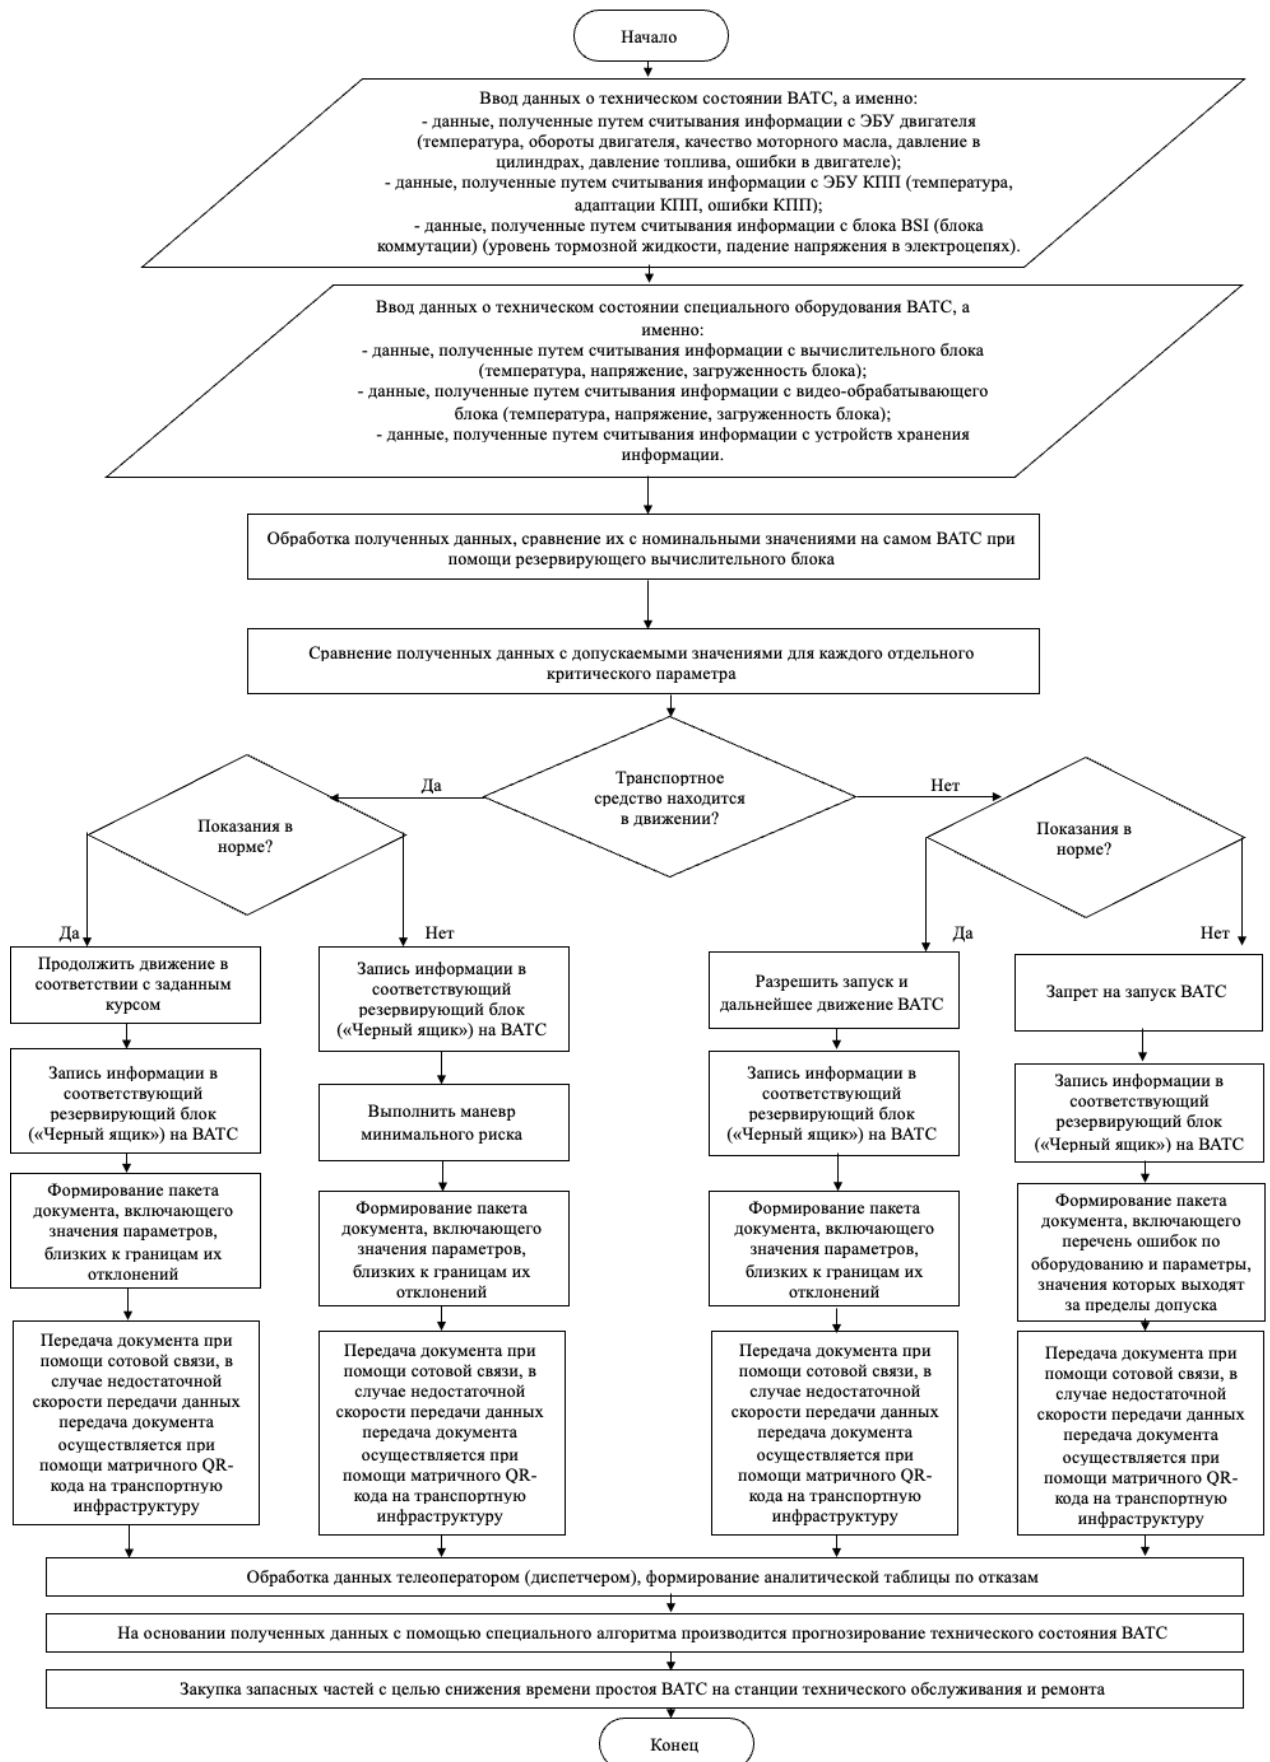 Начало
Ввод данных о техническом состоянии ВАТС, а именно:
- данные, полученные путем считывания информации с ЭБУ двигателя
(температура, обороты двигателя, качество моторного масла, давление в
цилиндрах, давление топлива, ошибки в двигателе);
- данные, полученные путем считывания информации с ЭБУ КПП (температура,
адаптации КПП, ошибки КПП);
- данные, полученные путем считывания информации с блока BSI (блока
коммутации) (уровень тормозной жидкости, падение напряжения в электроцепях).
Ввод данных о техническом состоянии специального оборудования ВАТС, а
именно:
- данные, полученные путем считывания информации с вычислительного блока
(температура, напряжение, загруженность блока);
- данные, полученные путем считывания информации с видео-обрабатывающего
блока (температура, напряжение, загруженность блока);
- данные, полученные путем считывания информации с устройств хранения
информации.
Обработка полученных данных, сравнение их с номинальными значениями на самом ВАТС при
помощи резервирующего вычислительного блока
Сравнение полученных данных с допускаемыми значениями для каждого отдельного
критического параметра
Транспортное
средство находится
в движении?
Да
Нет
Показания в
норме?
Показания в
норме?
Да
Нет
Да
Нет
Продолжить движение в
соответствии с заданным
курсом
Запись информации в
соответствующий
резервирующий блок
(«Черный ящик») на ВАТС
Формирование пакета
документа, включающего
значения параметров,
близких к границам их
отклонений
Передача документа при
помощи сотовой связи, в
случае недостаточной
скорости передачи данных
передача документа
осуществляется при
помощи матричного QR-
кода на транспортную
инфраструктуру
Запись информации в
соответствующий
резервирующий блок
(«Черный ящик») на ВАТС
Выполнить маневр
минимального риска
Формирование пакета
документа, включающего
значения параметров,
близких к границам их
отклонений
Передача документа при
помощи сотовой связи, в
случае недостаточной
скорости передачи данных
передача документа
осуществляется при
помощи матричного QR-
кода на транспортную
инфраструктуру
Разрешить запуск и
дальнейшее движение ВАТС
Запись информации в
соответствующий
резервирующий блок
(«Черный ящик») на ВАТС
Формирование пакета
документа, включающего
значения параметров,
близких к границам их
отклонений
Передача документа при
помощи сотовой связи, в
случае недостаточной
скорости передачи данных
передача документа
осуществляется при
помощи матричного QR-
кода на транспортную
инфраструктуру
Запрет на запуск ВАТС
Запись информации в
соответствующий
резервирующий блок
(«Черный ящик») на ВАТС
Формирование пакета
документа, включающего
перечень ошибок по
оборудованию и параметры,
значения которых выходят
за пределы допуска
Передача документа при
помощи сотовой связи, в
случае недостаточной
скорости передачи данных
передача документа
осуществляется при
помощи матричного QR-
кода на транспортную
инфраструктуру
Обработка данных телеоператором (диспетчером), формирование аналитической таблицы по отказам
На основании полученных данных с помощью специального алгоритма производится прогнозирование технического состояния ВАТС
Закупка запасных частей с целью снижения времени простоя ВАТС на станции технического обслуживания и ремонта
Конец